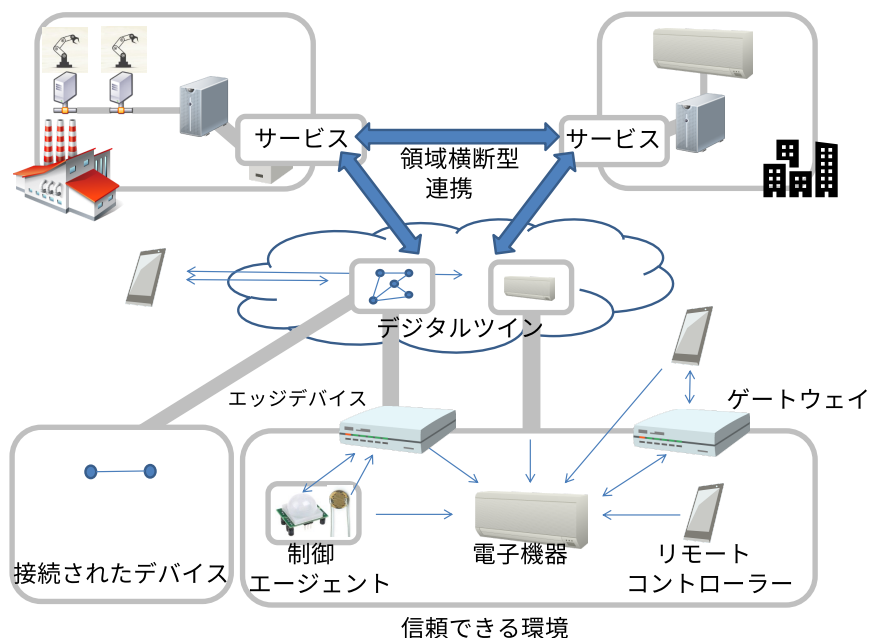 サービス
サービス
領域横断型
連携
デジタルツイン
エッジデバイス
ゲートウェイ
接続されたデバイス
制御
エージェント
電子機器
リモート
コントローラー
信頼できる環境